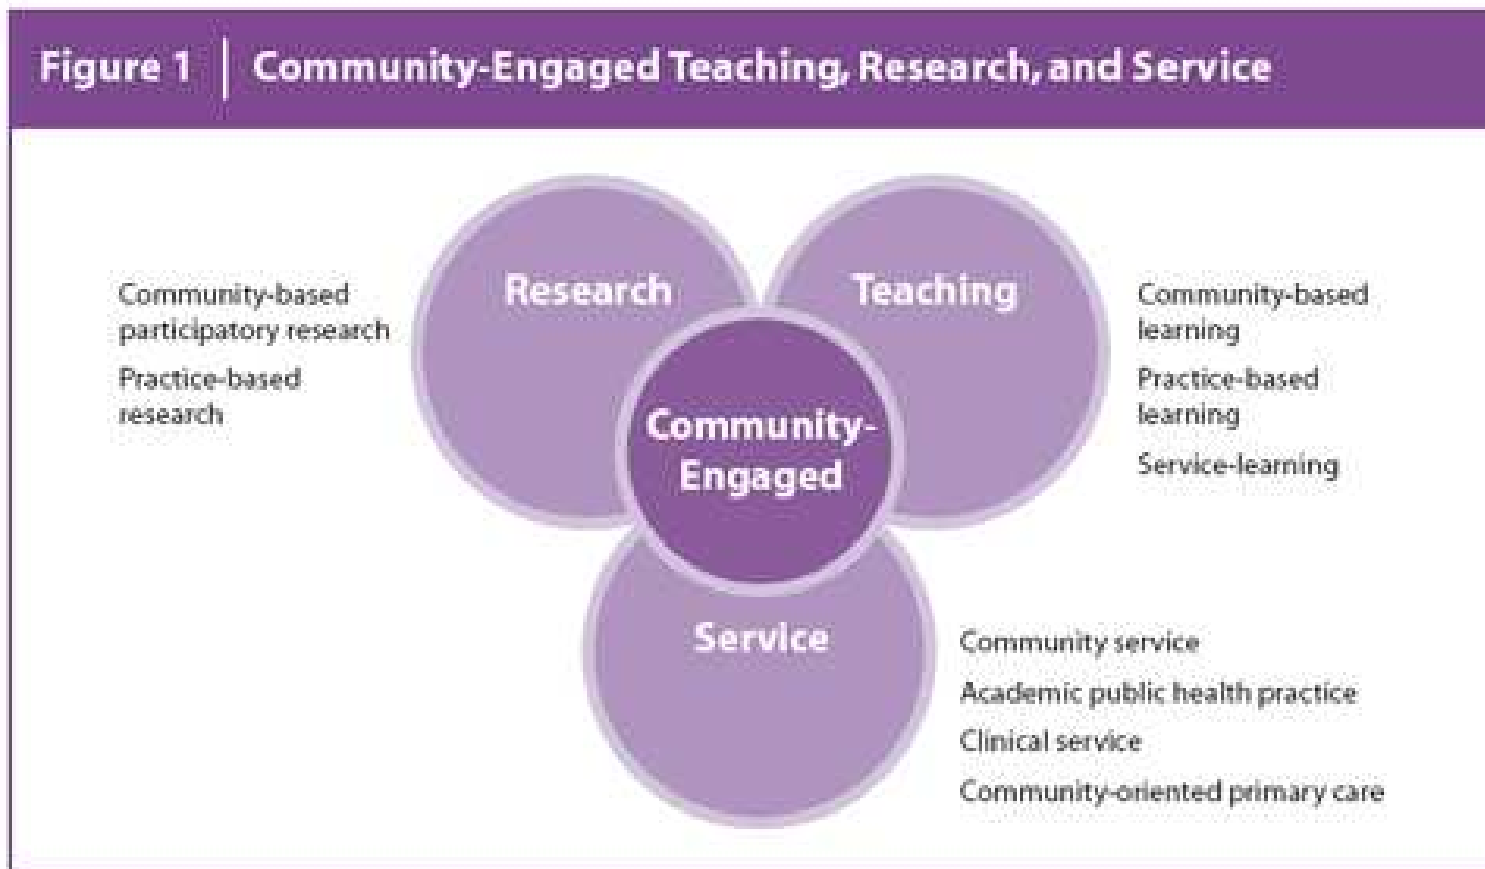 Figure 1 | Community-Engaged Teaching, Research, and Service
Research
Teaching
Community-based
participatory research
Practice-based
research
Community-based
learning
Practice-based
learning
Service-learning
Community-
Engaged
Service
Community service
Academic public health practice
Clinical service
Community-oriented primary care